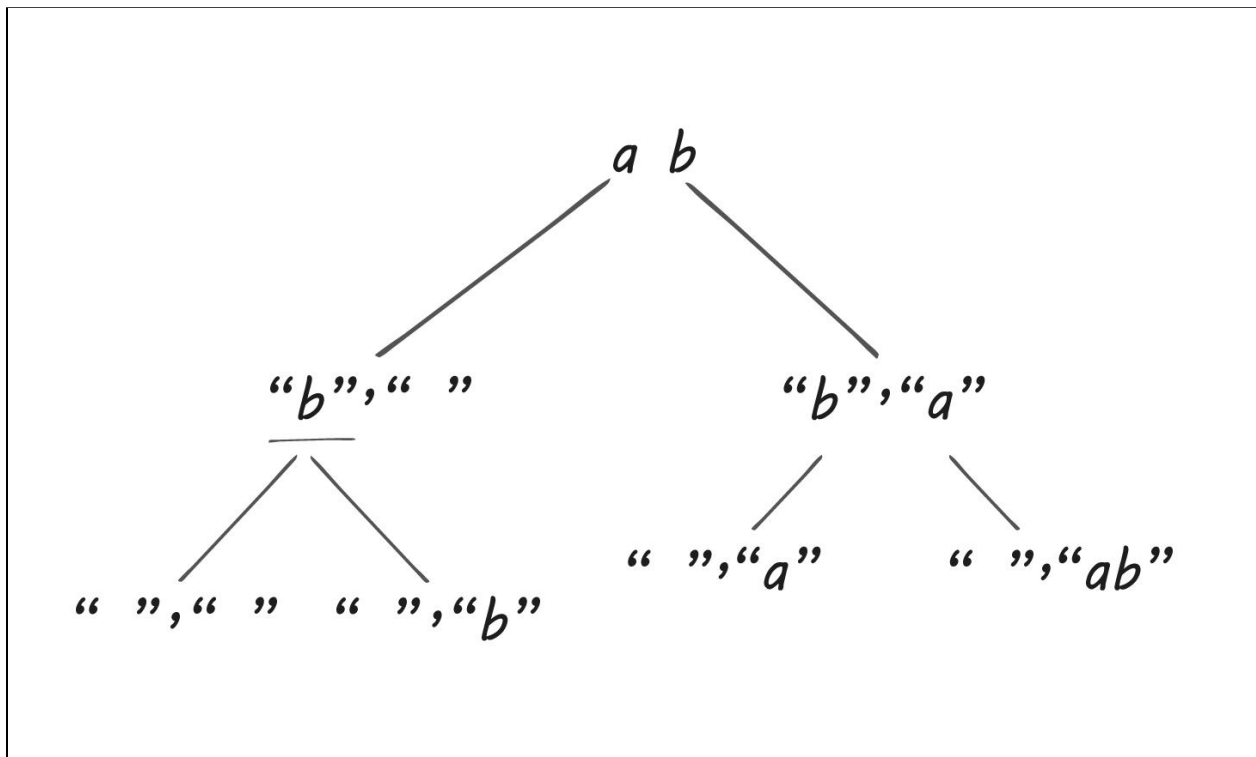 a b
“b”,“ ” “b”,“a”
“ ”,“a” “ ”,“ab”
“ ”,“ ” “ ”,“b”